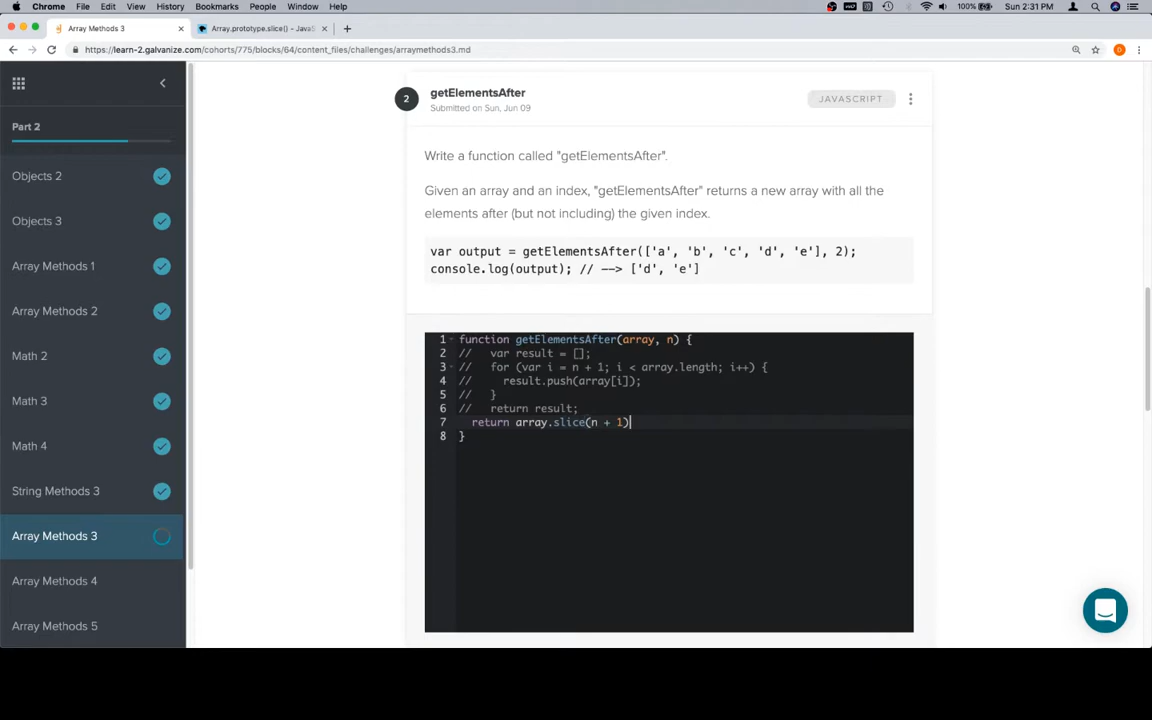 Chrome File Edit View History Bookmarks People Window Help 100% Sun 2:31 PM
Array Methods 3 Array.prototype.slice() - JavaS
https://learn-2.galvanize.com/cohorts/775/blocks/64/content_files/challenges/arraymethods3.md
Part 2
Objects 2
Objects 3
Array Methods 1
Array Methods 2
Math 2
Math 3
Math 4
String Methods 3
Array Methods 3
Array Methods 4
Array Methods 5
2 getElementsAfter JAVASCRIPT
Submitted on Sun, Jun 09
Write a function called "getElementsAfter".
Given an array and an index, "getElementsAfter" returns a new array with all the
elements after (but not including) the given index.
var output = getElementsAfter(['a', 'b', 'c', 'd', 'e'], 2);
console.log(output); // --> ['d', 'e']
1 function getElementsAfter(array, n) {
2 // var result = [];
3 // for (var i = n + 1; i < array.length; i++) {
4 // result.push(array[i]);
5 // }
6 // return result;
7 return array.slice(n + 1)
8 }